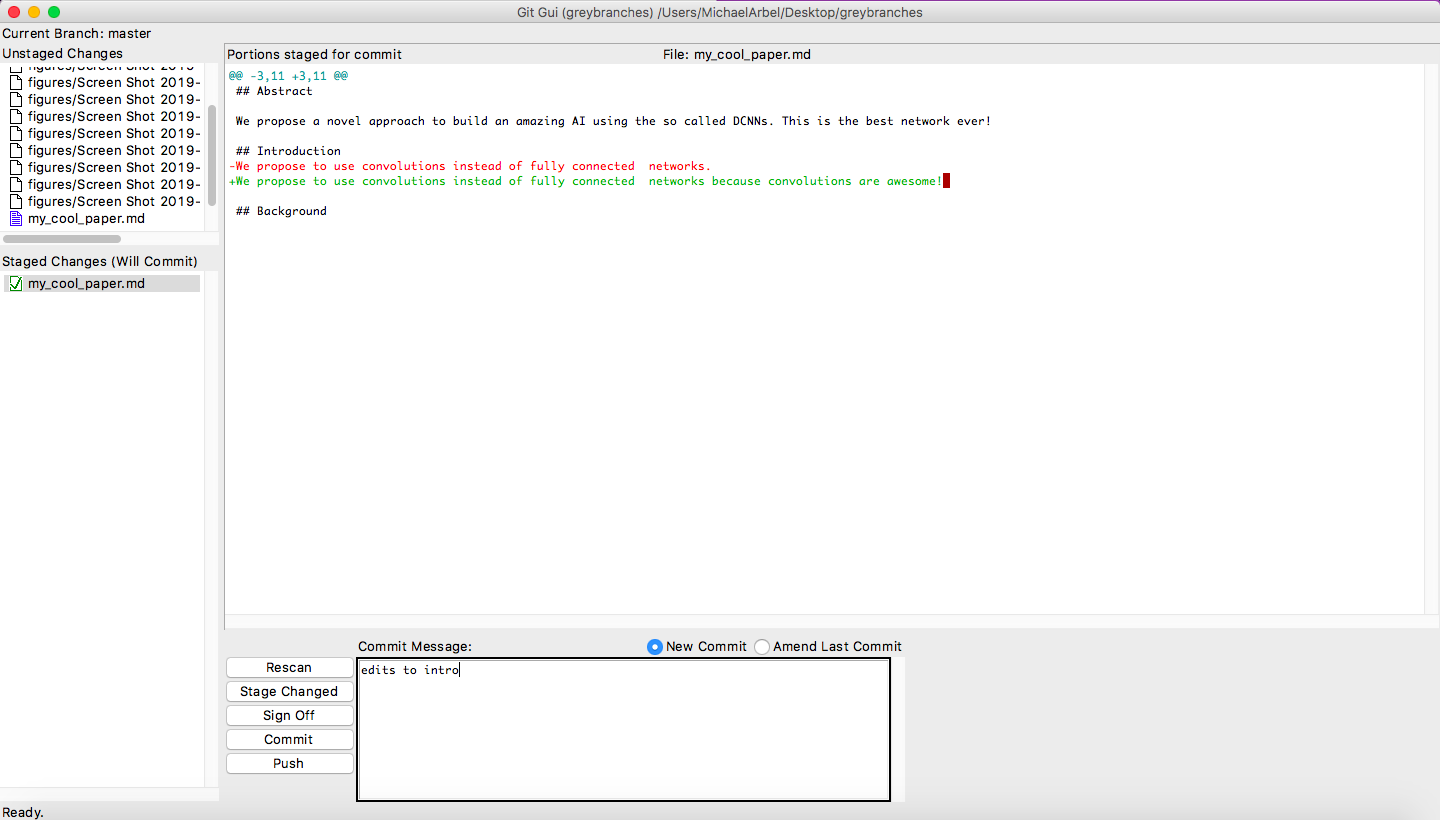 Git Gui (greybranches) /Users/MichaelArbel/Desktop/greybranches
Current Branch: master
Unstaged Changes
figures/Screen Shot 2019-
figures/Screen Shot 2019-
figures/Screen Shot 2019-
figures/Screen Shot 2019-
figures/Screen Shot 2019-
figures/Screen Shot 2019-
figures/Screen Shot 2019-
figures/Screen Shot 2019-
figures/Screen Shot 2019-
my_cool_paper.md
Staged Changes (Will Commit)
my_cool_paper.md
Portions staged for commit File: my_cool_paper.md
@@ -3,11 +3,11 @@
## Abstract
We propose a novel approach to build an amazing AI using the so called DCNNs. This is the best network ever!
## Introduction
-We propose to use convolutions instead of fully connected  networks.
+We propose to use convolutions instead of fully connected  networks because convolutions are awesome!
## Background
Commit Message: New Commit Amend Last Commit
edits to intro
Rescan
Stage Changed
Sign Off
Commit
Push
Ready.